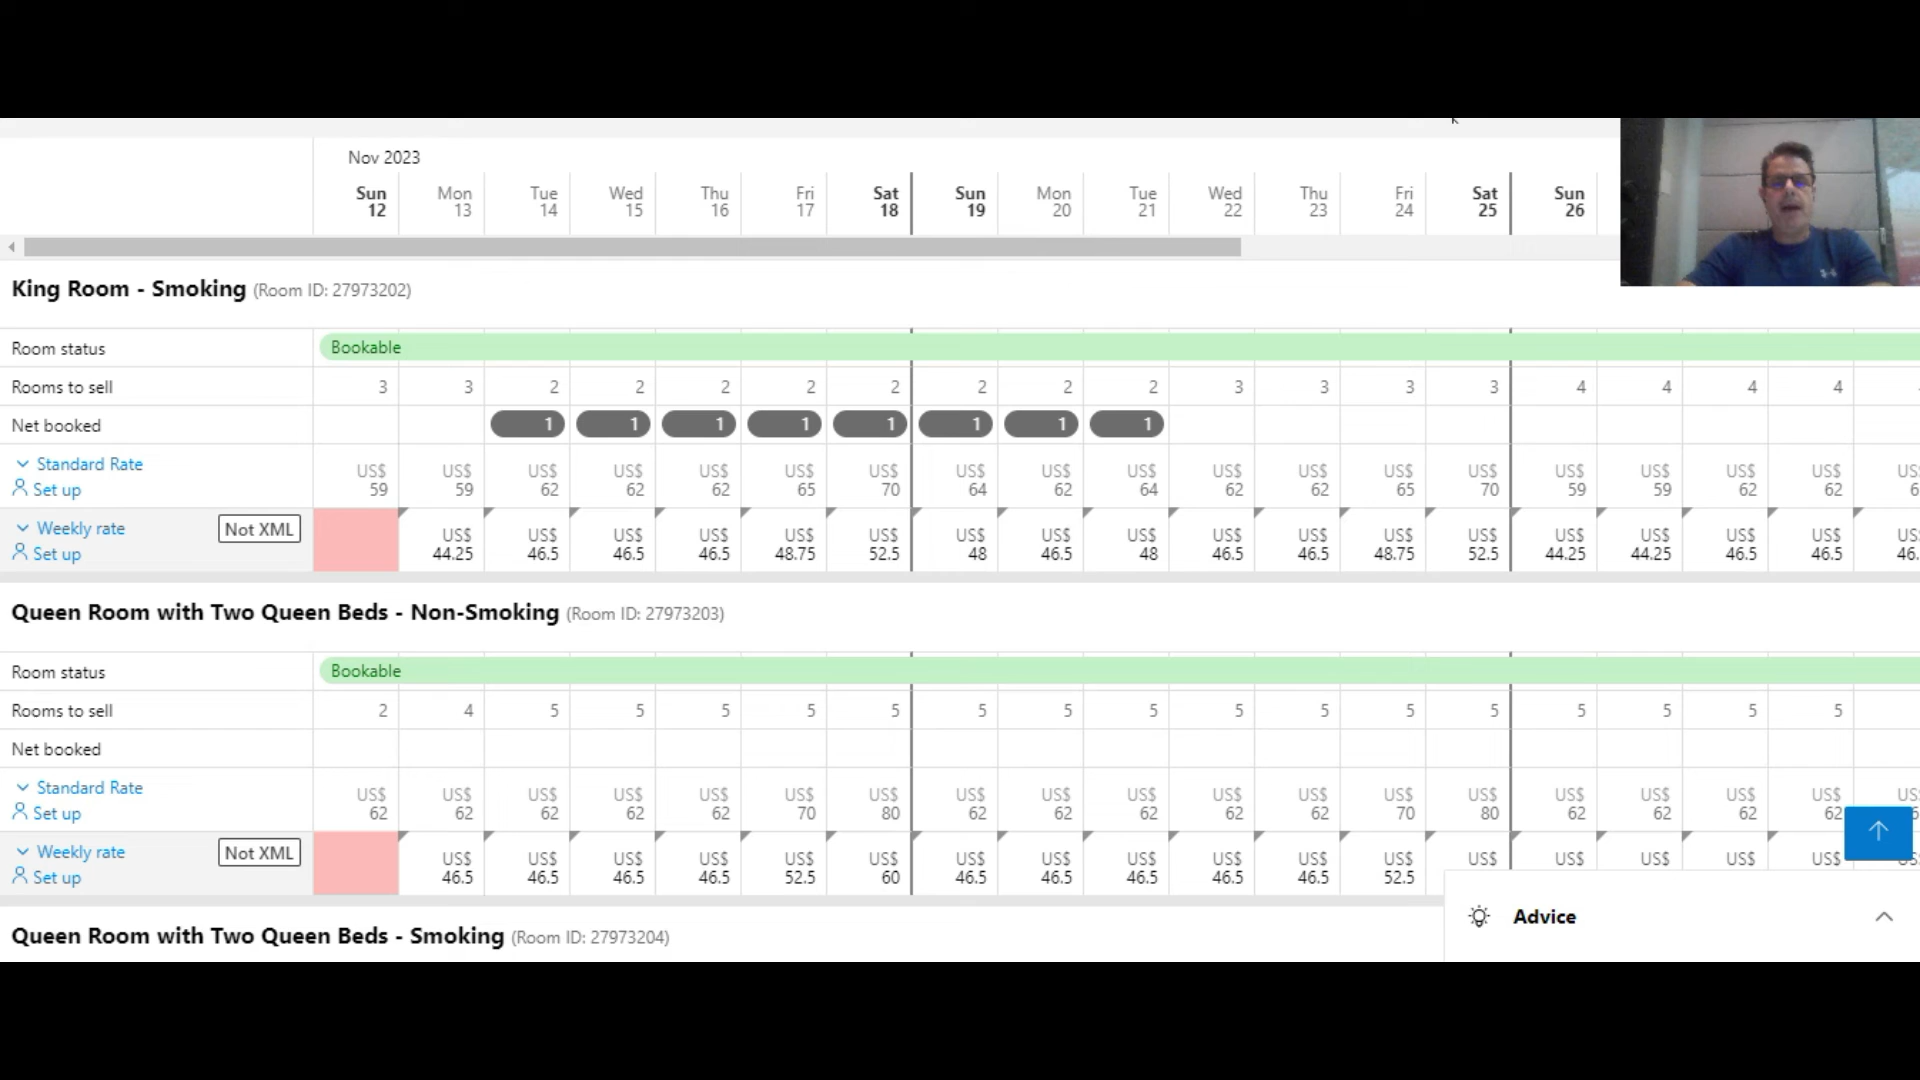 Nov 2023
Sun Mon Tue Wed Thu Fri Sat Sun Mon Tue Wed Thu Fri Sat Sun
12 13 14 15 16 17 18 19 20 21 22 23 24 25 26
King Room - Smoking (Room ID: 27973202)
Room status Bookable
Rooms to sell 3 3 2 2 2 2 2 2 2 2 3 3 3 3 4 4 4 4
Net booked 1 1 1 1 1 1 1 1
Standard Rate US$ US$ US$ US$ US$ US$ US$ US$ US$ US$ US$ US$ US$ US$ US$ US$ US$ US$
Set up 59 59 62 62 62 65 70 64 62 64 62 62 65 70 59 59 62 62
Weekly rate Not XML US$ US$ US$ US$ US$ US$ US$ US$ US$ US$ US$ US$ US$ US$ US$ US$ US$
Set up 44.25 46.5 46.5 46.5 48.75 52.5 48 46.5 48 46.5 46.5 48.75 52.5 44.25 44.25 46.5 46.5
Queen Room with Two Queen Beds - Non-Smoking (Room ID: 27973203)
Room status Bookable
Rooms to sell 2 4 5 5 5 5 5 5 5 5 5 5 5 5 5 5 5 5
Net booked
Standard Rate US$ US$ US$ US$ US$ US$ US$ US$ US$ US$ US$ US$ US$ US$ US$ US$ US$ US$
Set up 62 62 62 62 62 70 80 62 62 62 62 62 70 80 62 62 62 62
Weekly rate Not XML US$ US$ US$ US$ US$ US$ US$ US$ US$ US$ US$ US$ US$ US$ US$ US$ US$
Set up 46.5 46.5 46.5 46.5 52.5 60 46.5 46.5 46.5 46.5 46.5 52.5
Queen Room with Two Queen Beds - Smoking (Room ID: 27973204)
Advice